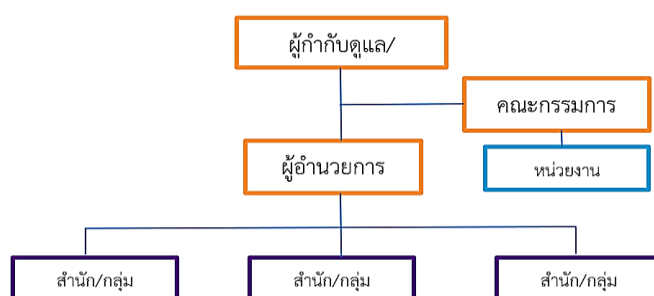 ผู้กำกับดูแล/
คณะกรรมการ
ผู้อำนวยการ
หน่วยงาน
สำนัก/กลุ่ม
สำนัก/กลุ่ม
สำนัก/กลุ่ม